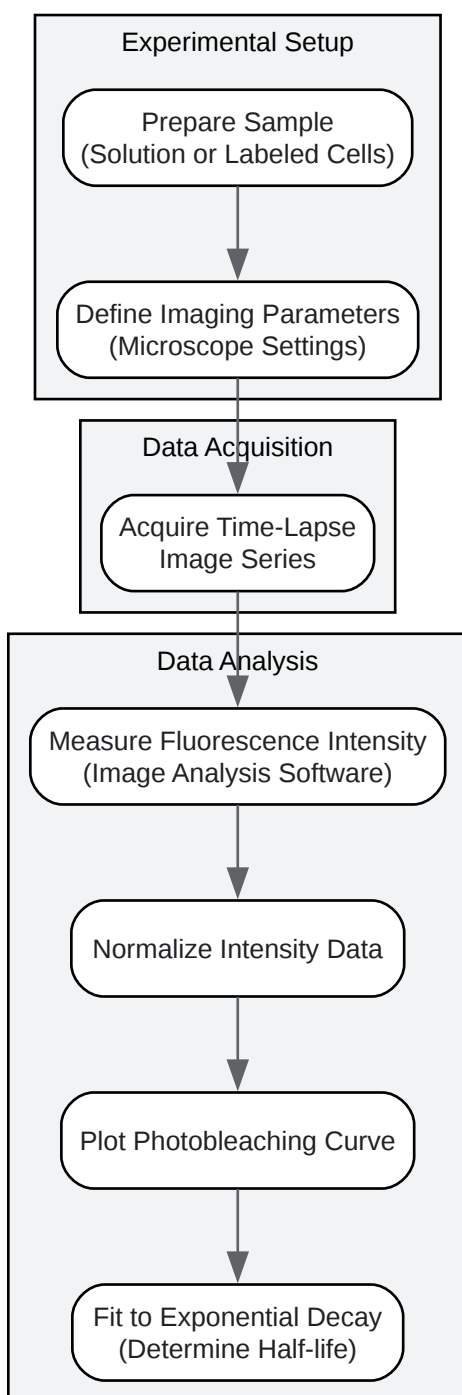 Experimental Setup
Prepare Sample
(Solution or Labeled Cells)
Define Imaging Parameters
(Microscope Settings)
Data Acquisition
Acquire Time-Lapse
Image Series
Data Analysis
Measure Fluorescence Intensity
(Image Analysis Software)
Normalize Intensity Data
Plot Photobleaching Curve
Fit to Exponential Decay
(Determine Half-life)